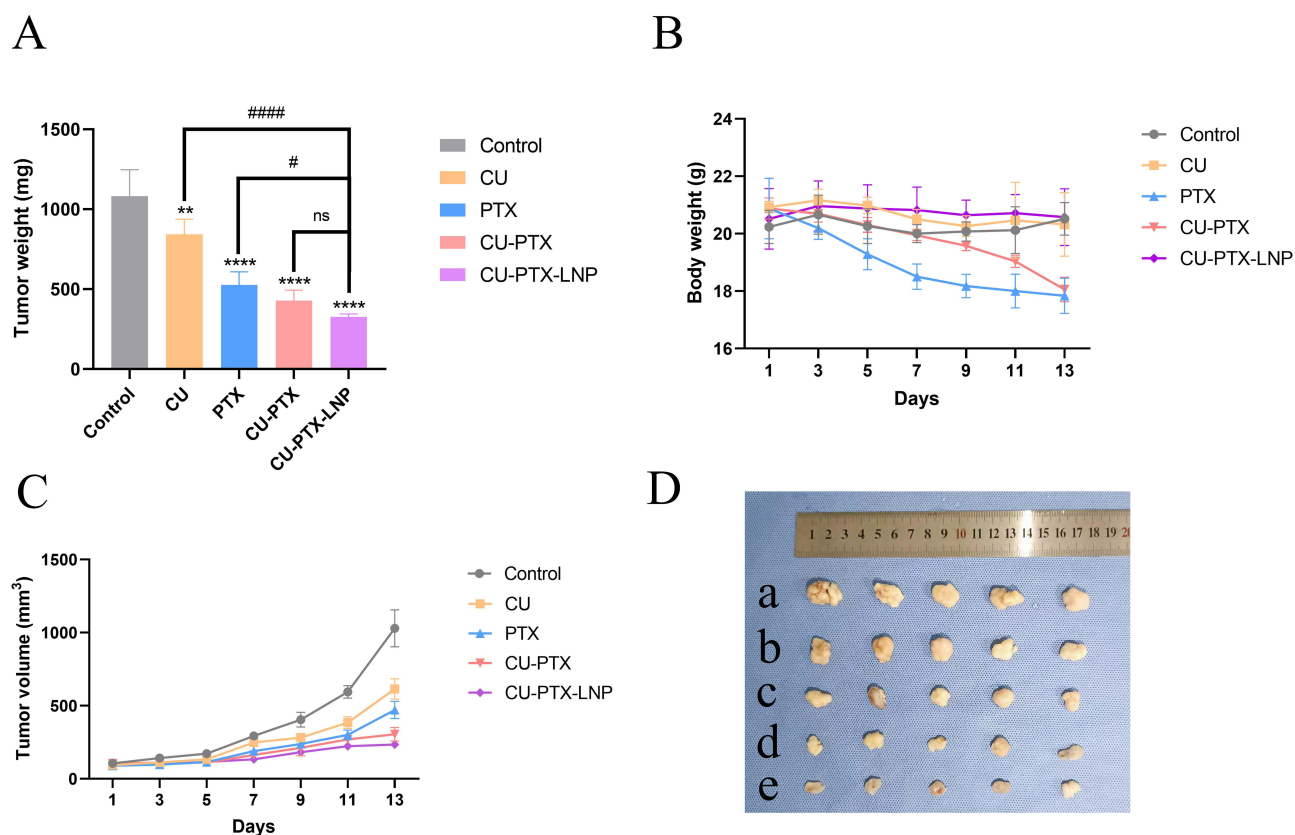 A
####
#
ns
**
****
****
****
Tumor weight (mg)
1500
1000
500
0
Control
CU
PTX
CU-PTX
CU-PTX-LNP
Control
CU
PTX
CU-PTX
CU-PTX-LNP
B
Body weight (g)
24
22
20
18
16
1 3 5 7 9 11 13
Days
Control
CU
PTX
CU-PTX
CU-PTX-LNP
C
Tumor volume (mm³)
1500
1000
500
0
1 3 5 7 9 11 13
Days
Control
CU
PTX
CU-PTX
CU-PTX-LNP
D
1 2 3 4 5 6 7 8 9 10 11 12 13 14 15 16 17 18 19 20
a
b
c
d
e